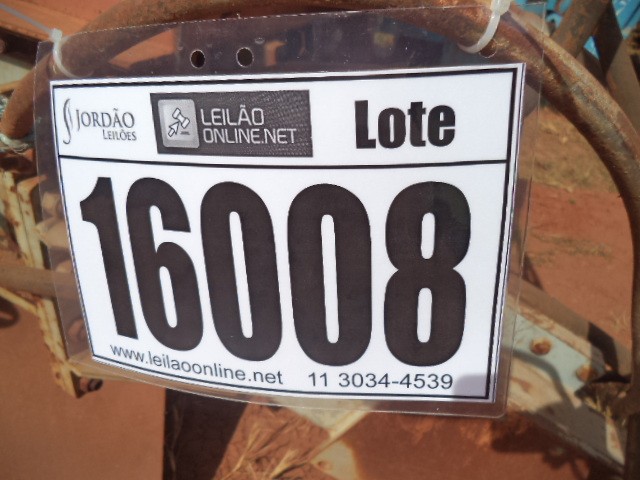 JORDÃO
LEILÕES
LEILÃO
ONLINE.NET
Lote
16008
www.leilaoonline.net 11 3034-4539